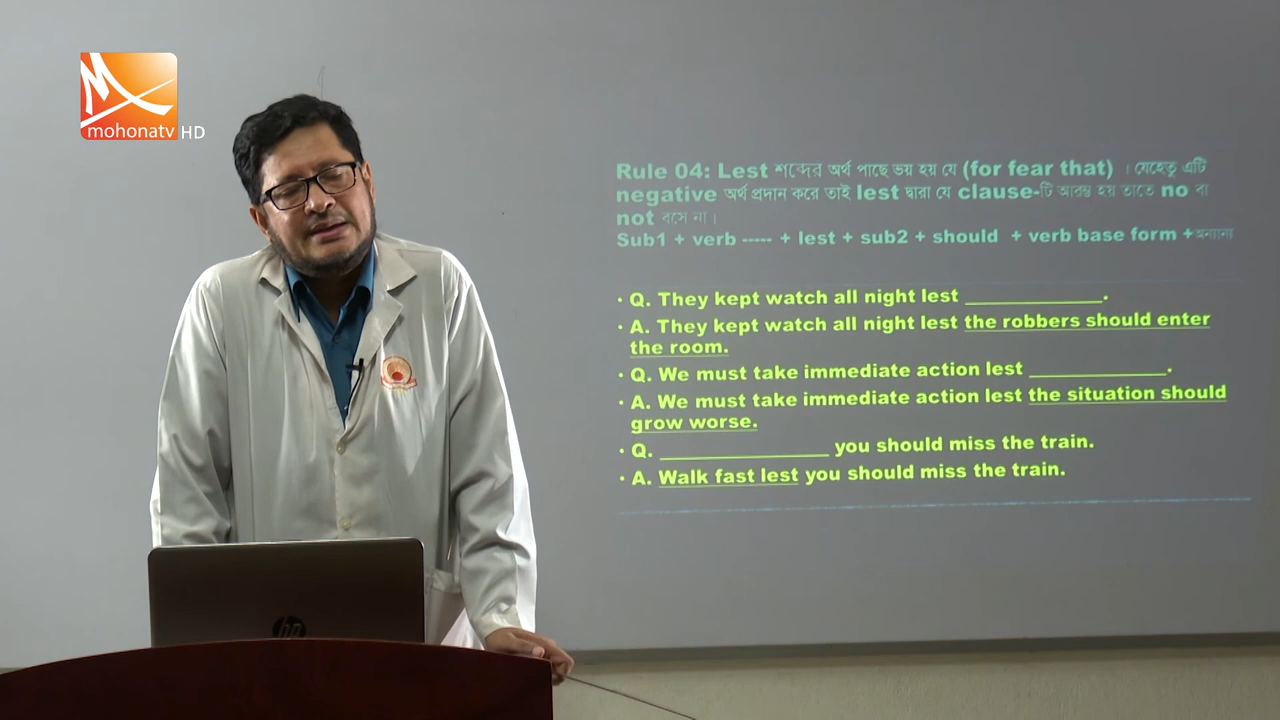 mohonatv HD
Rule 04: Lest শব্দের অর্থ পাছে ভয় হয় যে (for fear that) । যেহেতু এটি
negative অর্থ প্রদান করে তাই lest দ্বারা যে clause-টি আরম্ভ হয় তাতে no বা
not বসে না।
Sub1 + verb ----- + lest + sub2 + should + verb base form +অন্যান্য
• Q. They kept watch all night lest ______________.
• A. They kept watch all night lest the robbers should enter
the room.
• Q. We must take immediate action lest ______________.
• A. We must take immediate action lest the situation should
grow worse.
• Q. _________________ you should miss the train.
• A. Walk fast lest you should miss the train.
hp